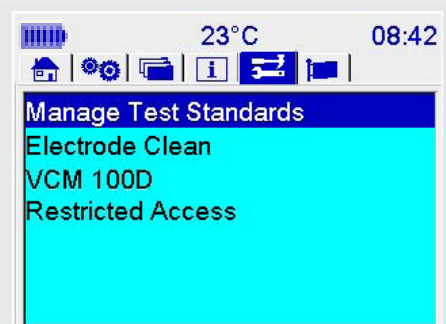 23°C 08:42
i
Manage Test Standards
Electrode Clean
VCM 100D
Restricted Access